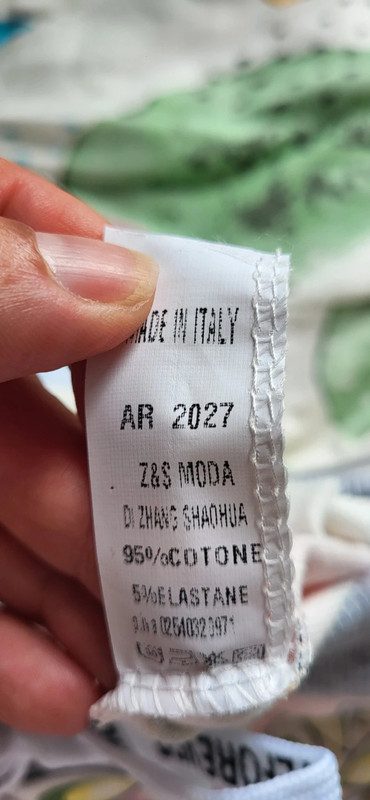 MADE IN ITALY
AR 2027
Z&S MODA
DI ZHANG SHAOHUA
95%COTONE
5%ELASTANE